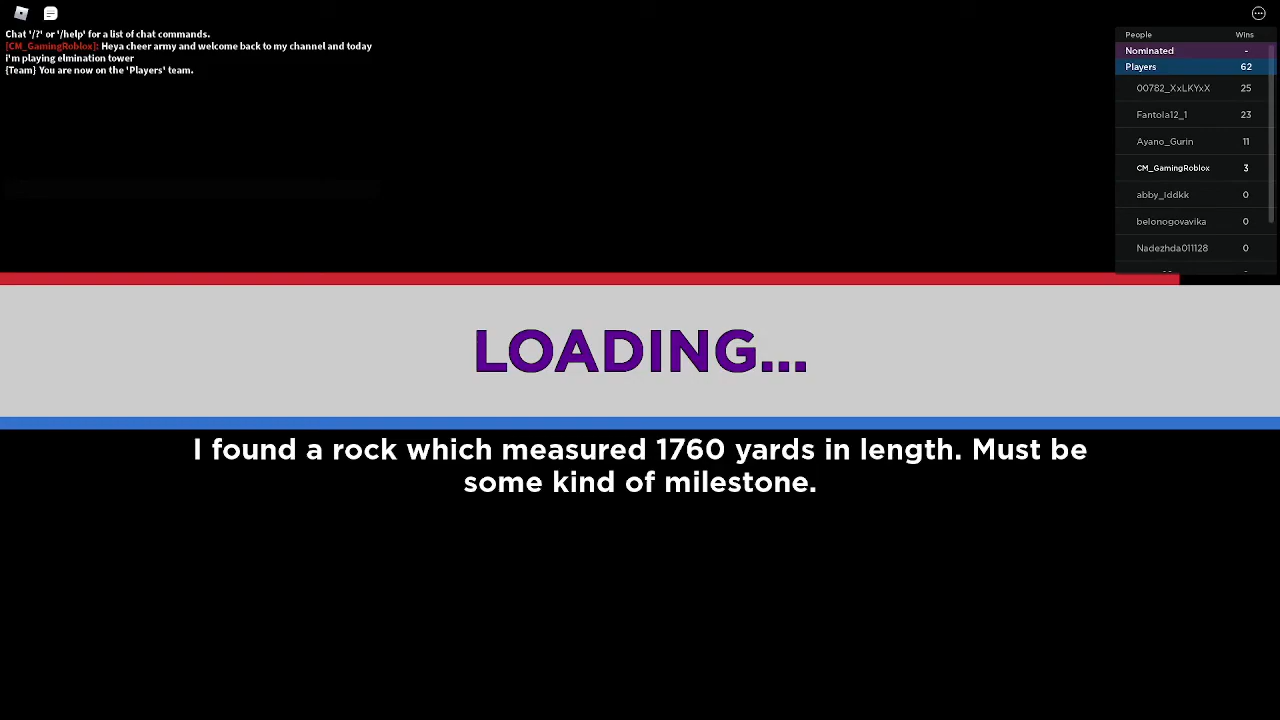 Chat '/?' or '/help' for a list of chat commands.
[CM_GamingRoblox]: Heya cheer army and welcome back to my channel and today
i'm playing elmination tower
{Team} You are now on the 'Players' team.
People Wins
Nominated -
Players 62
00782_XxLKYxX 25
Fantola12_1 23
Ayano_Gurin 11
CM_GamingRoblox 3
abby_lddkk 0
belonogovavika 0
Nadezhda011128 0
LOADING...
I found a rock which measured 1760 yards in length. Must be
some kind of milestone.